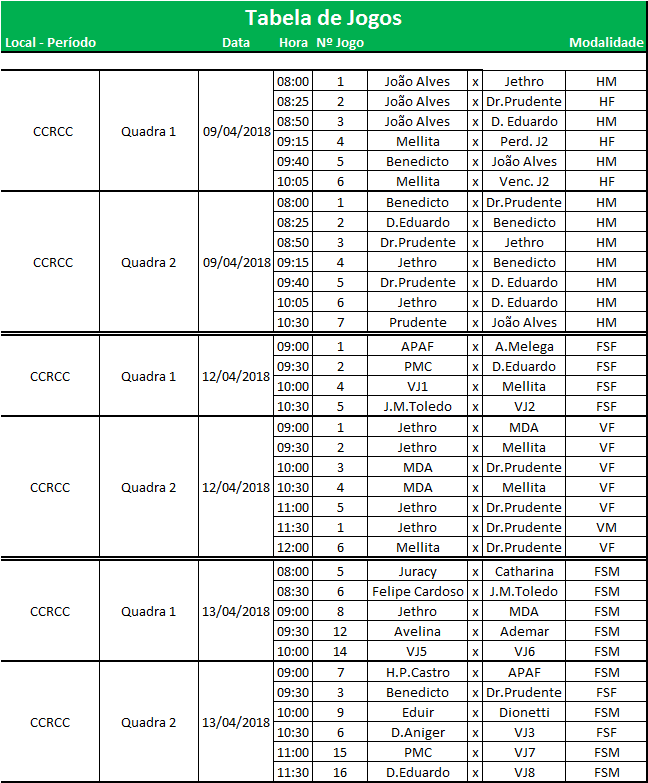 Tabela de Jogos
Local - Período Data Hora Nº Jogo Modalidade
08:00 1 João Alves x Jethro HM
08:25 2 João Alves x Dr.Prudente HF
08:50 3 João Alves x D. Eduardo HM
CCRCC Quadra 1 09/04/2018
09:15 4 Mellita x Perd. J2 HF
09:40 5 Benedicto x João Alves HM
10:05 6 Mellita x Venc. J2 HF
08:00 1 Benedicto x Dr.Prudente HM
08:25 2 D.Eduardo x Benedicto HM
08:50 3 Dr.Prudente x Jethro HM
CCRCC Quadra 2 09/04/2018 09:15 4 Jethro x Benedicto HM
09:40 5 Dr.Prudente x D. Eduardo HM
10:05 6 Jethro x D. Eduardo HM
10:30 7 Prudente x João Alves HM
09:00 1 APAF x A.Melega FSF
09:30 2 PMC x D.Eduardo FSF
CCRCC Quadra 1 12/04/2018
10:00 4 VJ1 x Mellita FSF
10:30 5 J.M.Toledo x VJ2 FSF
09:00 1 Jethro x MDA VF
09:30 2 Jethro x Mellita VF
10:00 3 MDA x Dr.Prudente VF
CCRCC Quadra 2 12/04/2018 10:30 4 MDA x Mellita VF
11:00 5 Jethro x Dr.Prudente VF
11:30 1 Jethro x Dr.Prudente VM
12:00 6 Mellita x Dr.Prudente VF
08:00 5 Juracy x Catharina FSM
08:30 6 Felipe Cardoso x J.M.Toledo FSM
CCRCC Quadra 1 13/04/2018 09:00 8 Jethro x MDA FSM
09:30 12 Avelina x Ademar FSM
10:00 14 VJ5 x VJ6 FSM
09:00 7 H.P.Castro x APAF FSM
09:30 3 Benedicto x Dr.Prudente FSF
10:00 9 Eduir x Dionetti FSM
CCRCC Quadra 2 13/04/2018
10:30 6 D.Aniger x VJ3 FSF
11:00 15 PMC x VJ7 FSM
11:30 16 D.Eduardo x VJ8 FSM